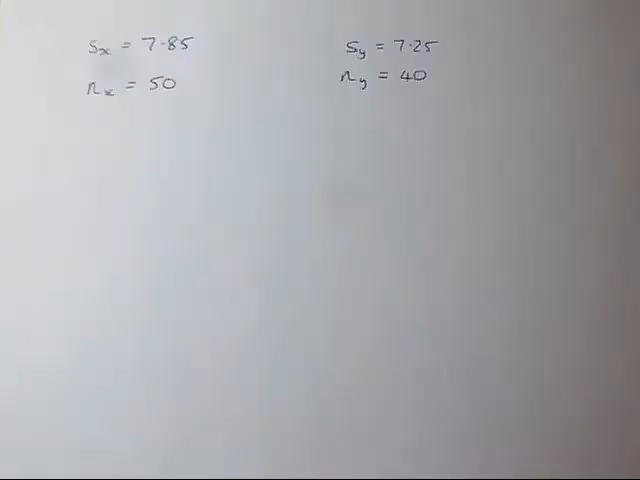 Sx = 7.85
nx = 50
Sy = 7.25
ny = 40